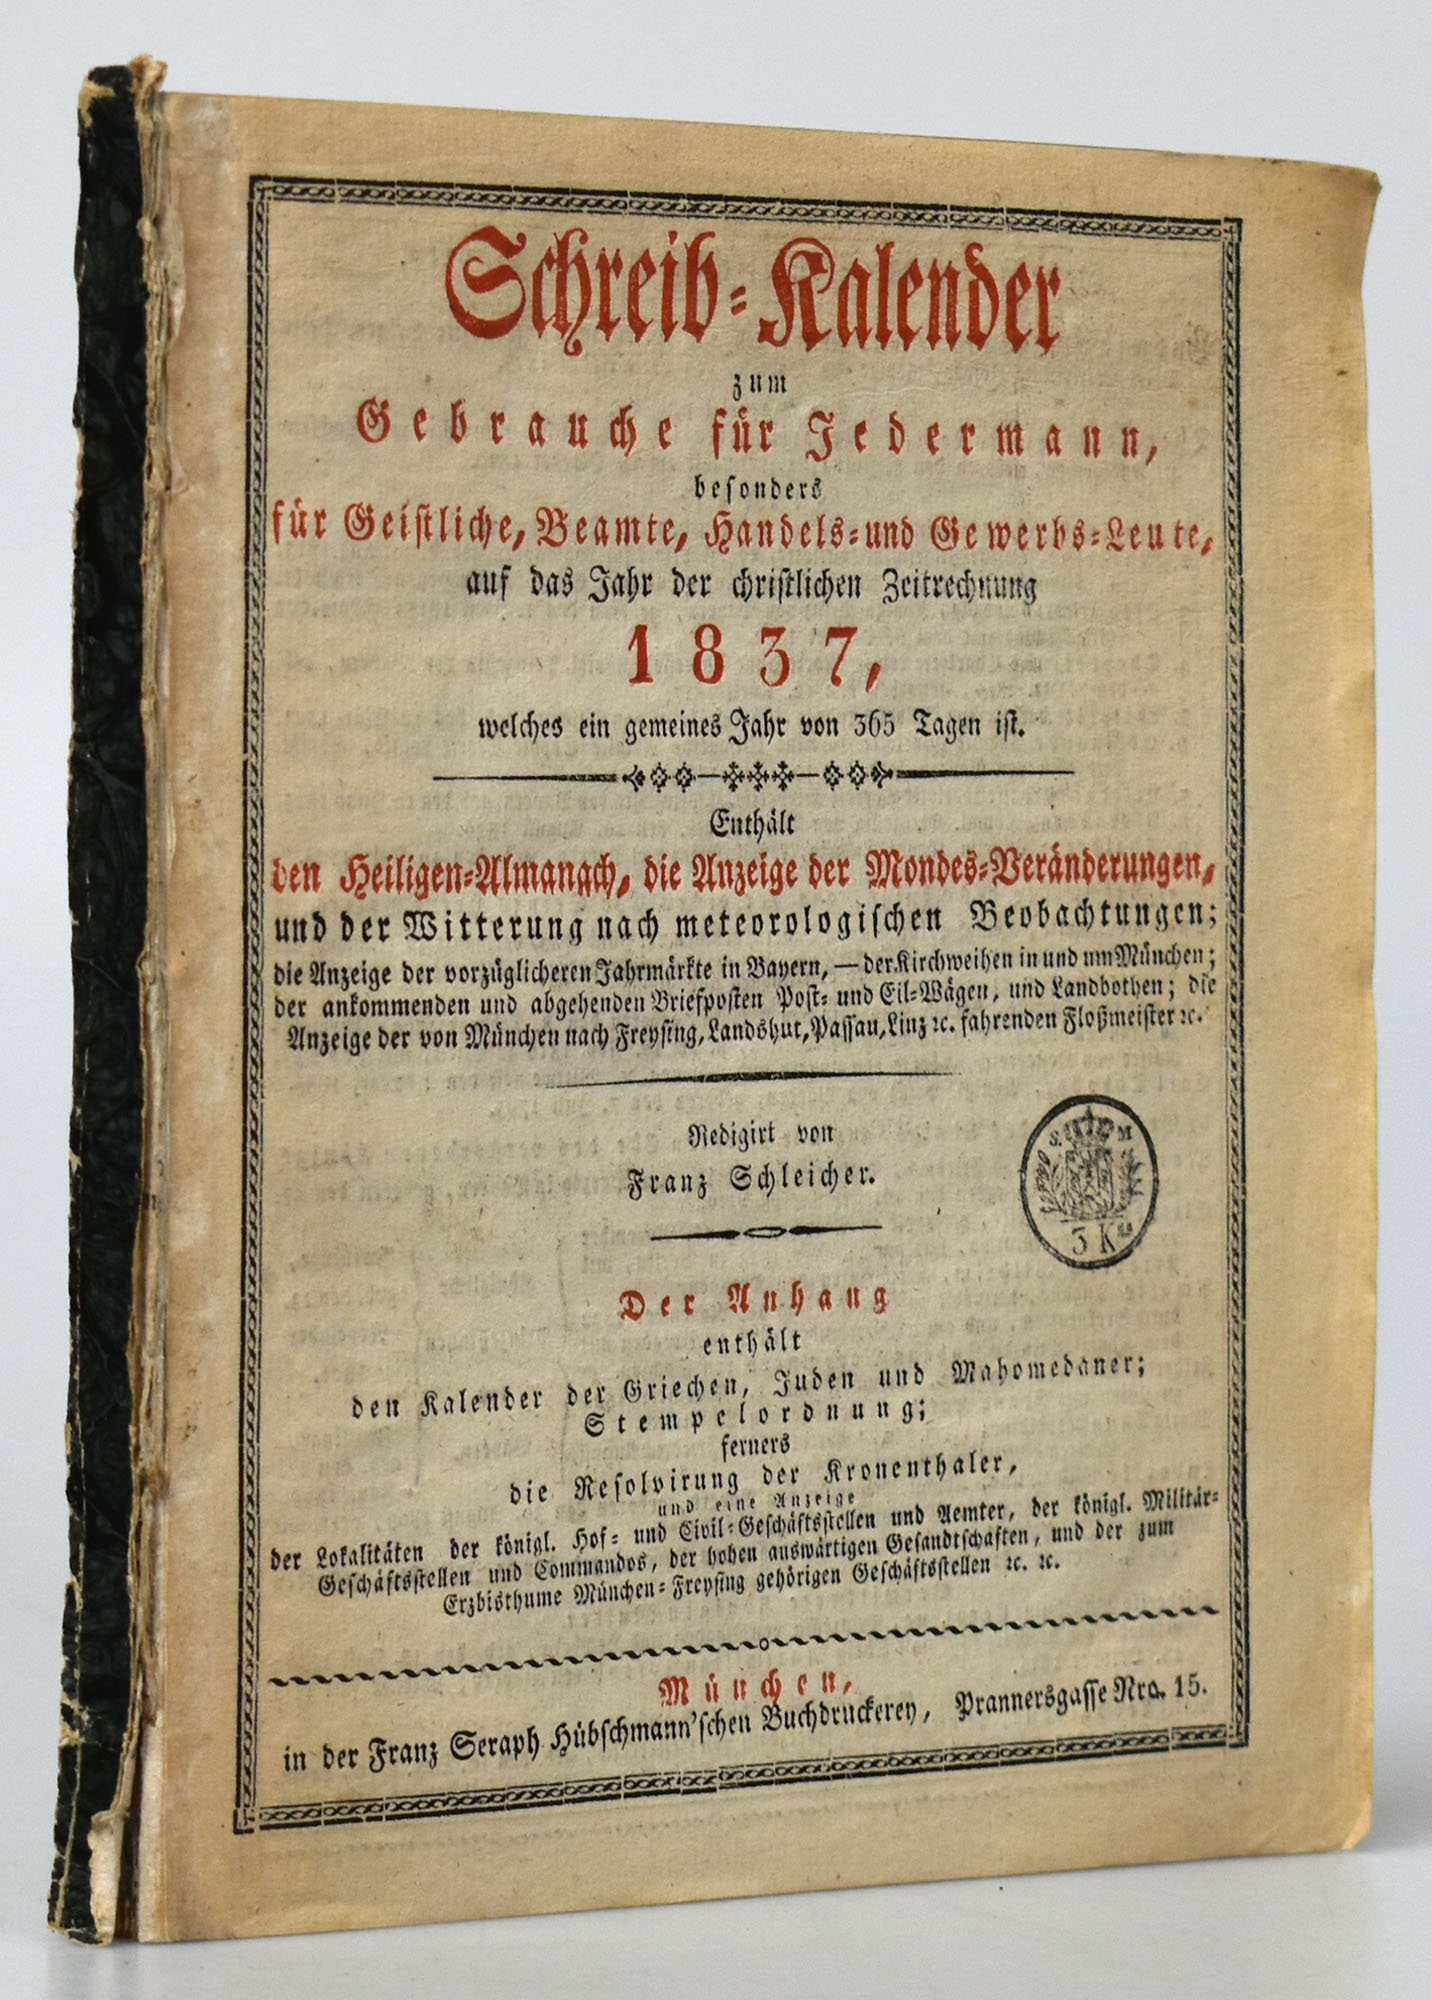 Schreib-Kalender
zum
Gebrauche für Jedermann,
besonders
für Geistliche, Beamte, Handels- und Gewerbs-Leute,
auf das Jahr der christlichen Zeitrechnung
1837,
welches ein gemeines Jahr von 365 Tagen ist.
Enthält
den Heiligen-Almanach, die Anzeige der Mondes-Veränderungen,
und der Witterung nach meteorologischen Beobachtungen;
die Anzeige der vorzüglicheren Jahrmärkte in Bayern, — der Kirchweihen in und um München;
der ankommenden und abgehenden Briefposten Post- und Eil-Wägen, und Landbothen; die
Anzeige der von München nach Freysing, Landshut, Passau, Linz ꝛc. fahrenden Floßmeister ꝛc.
Redigirt von
Franz Schleicher.
S. M
3 Kr
Der Anhang
enthält
den Kalender der Griechen, Juden und Mahomedaner;
Stempelordnung;
ferners
die Resolvirung der Kronenthaler,
und eine Anzeige
der Lokalitäten der königl. Hof- und Civil-Geschäftsstellen und Aemter, der königl. Militär-
Geschäftsstellen und Commandos, der hohen auswärtigen Gesandtschaften, und der zum
Erzbisthume München-Freysing gehörigen Geschäftsstellen ꝛc. ꝛc.
München,
in der Franz Seraph Hübschmann'schen Buchdruckerey, Prannersgasse Nro. 15.